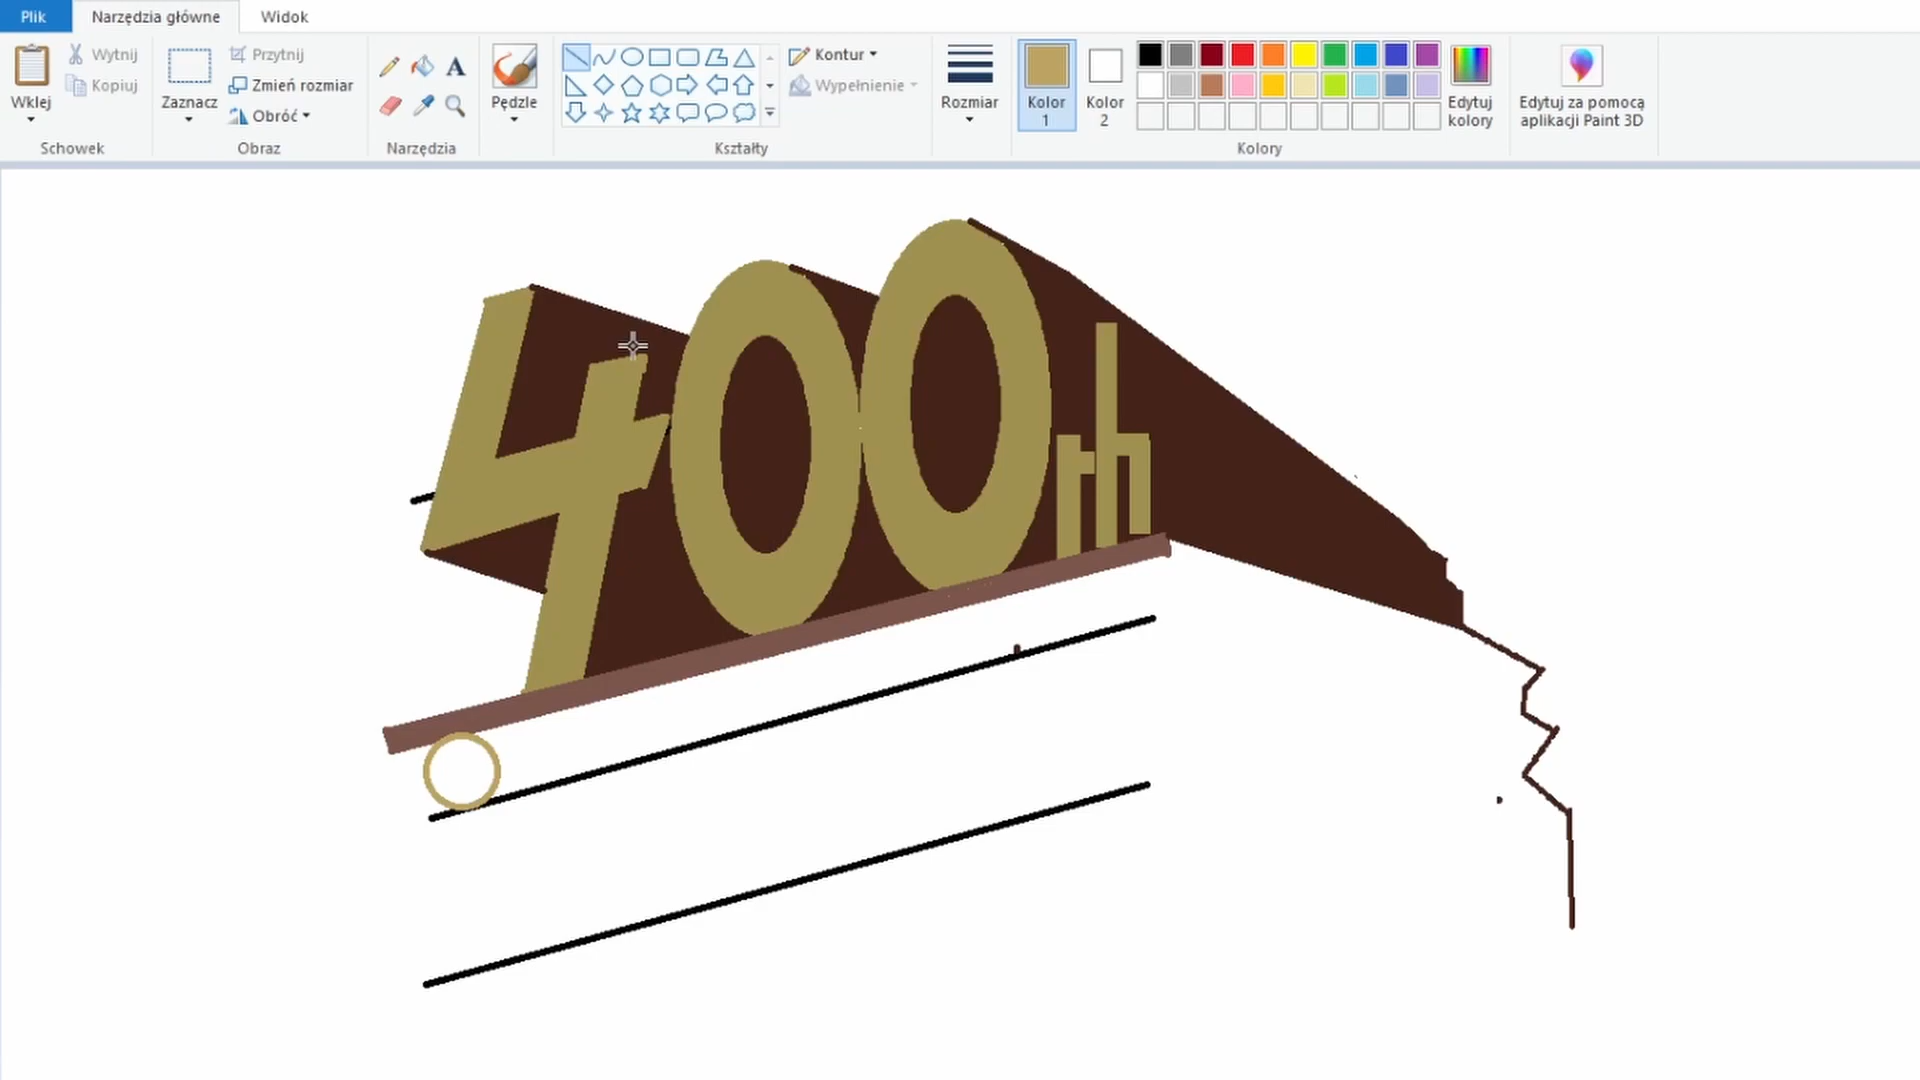 Plik Narzędzia główne Widok
Wklej
Wytnij
Kopiuj
Schowek
Zaznacz
Przytnij
Zmień rozmiar
Obróć
Obraz
A
Narzędzia
Pędzle
Kontur
Wypełnienie
Kształty
Rozmiar
Kolor
1
Kolor
2
Kolory
Edytuj
kolory
Edytuj za pomocą
aplikacji Paint 3D
400rh